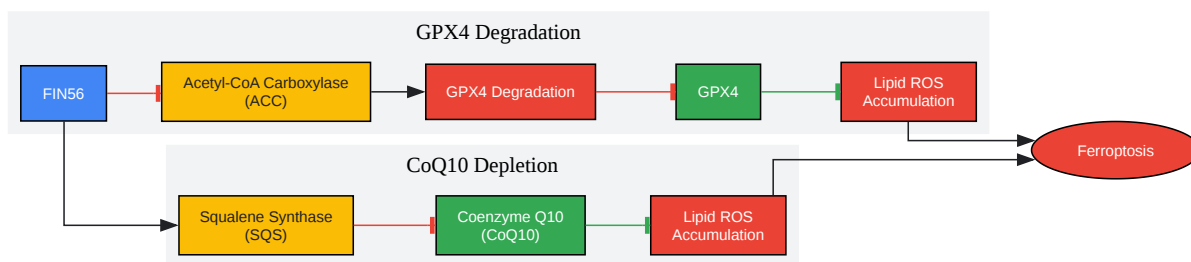 GPX4 Degradation
FIN56
Acetyl-CoA Carboxylase
(ACC)
GPX4 Degradation
GPX4
Lipid ROS
Accumulation
Ferroptosis
CoQ10 Depletion
Squalene Synthase
(SQS)
Coenzyme Q10
(CoQ10)
Lipid ROS
Accumulation